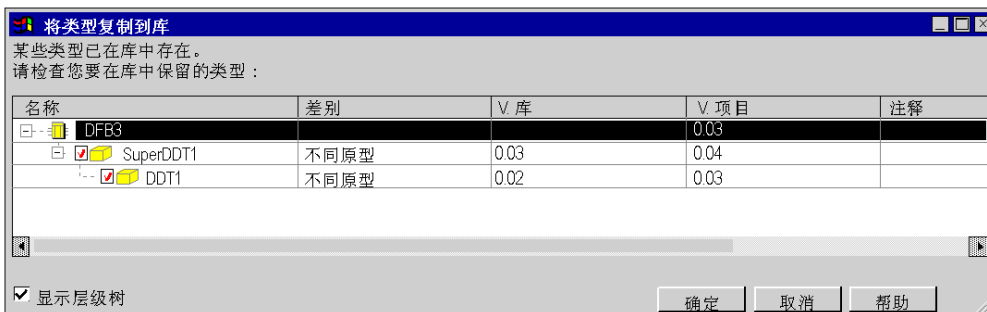 将类型复制到库
某些类型已在库中存在。
请检查您要在库中保留的类型：
名称 差别 V. 库 V. 项目 注释
DFB3 0.03
SuperDDT1 不同原型 0.03 0.04
DDT1 不同原型 0.02 0.03
显示层级树 确定 取消 帮助